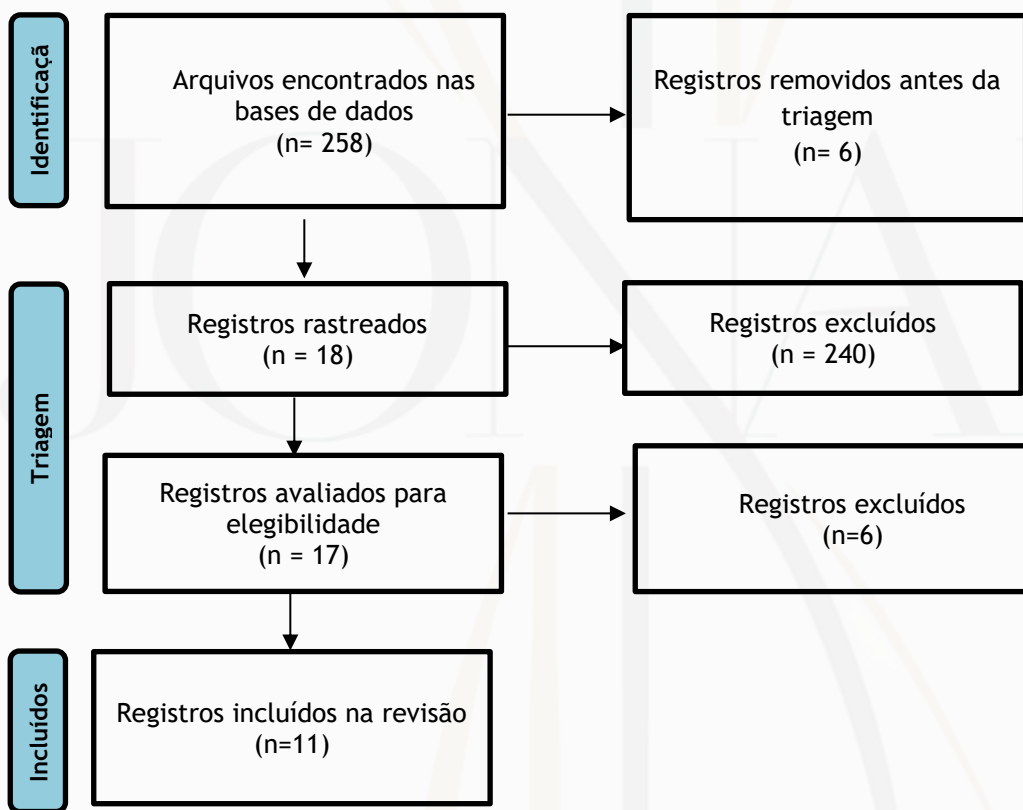 Identificaçã
Arquivos encontrados nas
bases de dados
(n= 258)
Registros removidos antes da
triagem
(n= 6)
Triagem
Registros rastreados
(n = 18)
Registros excluídos
(n = 240)
Registros avaliados para
elegibilidade
(n = 17)
Registros excluídos
(n=6)
Incluídos
Registros incluídos na revisão
(n=11)
JONA